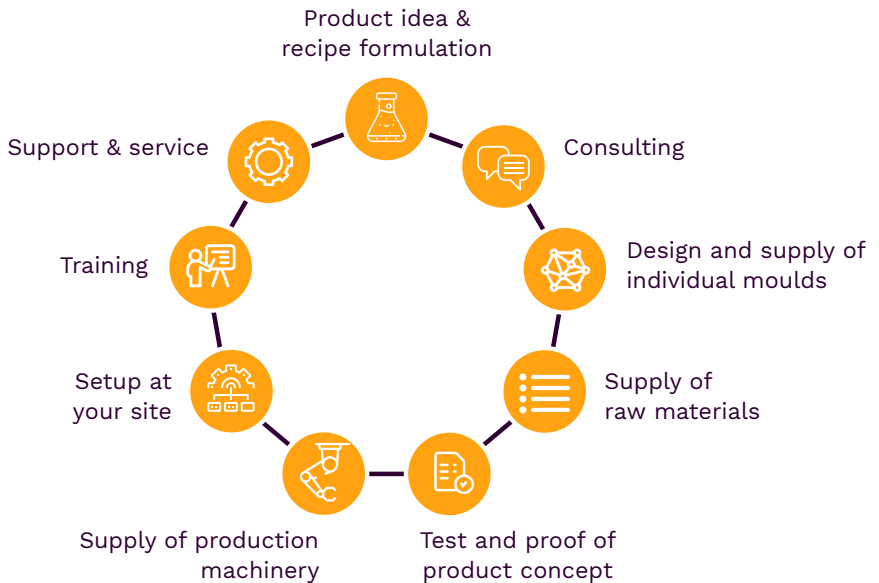 Product idea &
recipe formulation
Consulting
Design and supply of
individual moulds
Supply of
raw materials
Test and proof of
product concept
Supply of production
machinery
Setup at
your site
Training
Support & service